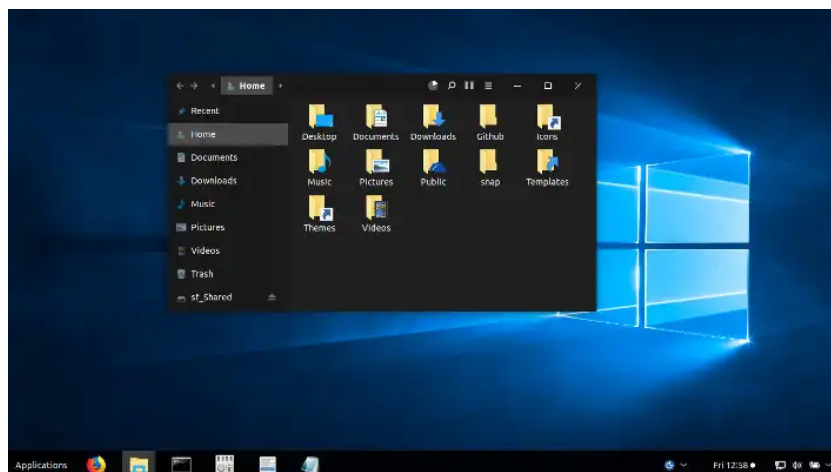 Home
Recent
Home
Documents
Downloads
Music
Pictures
Videos
Trash
sf_Shared
Desktop Documents Downloads Github Icons
Music Pictures Public snap Templates
Themes Videos
Applications Fri 12:58